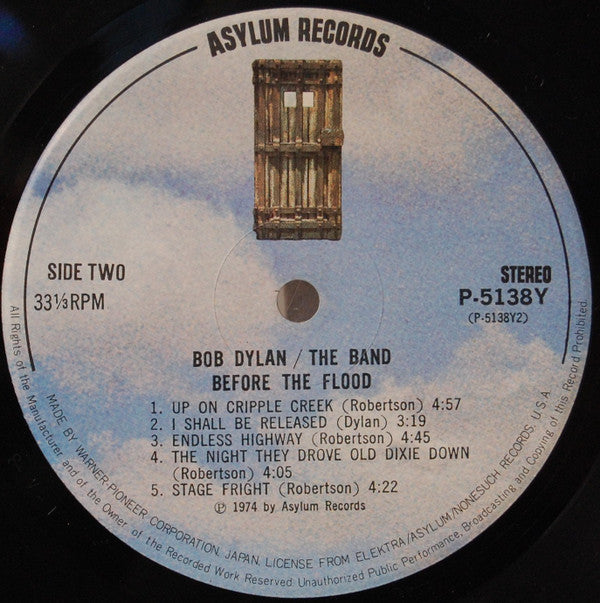 ASYLUM RECORDS
SIDE TWO
33⅓RPM
STEREO
P-5138Y
(P-5138Y2)
BOB DYLAN / THE BAND
BEFORE THE FLOOD
1. UP ON CRIPPLE CREEK (Robertson) 4:57
2. I SHALL BE RELEASED (Dylan) 3:19
3. ENDLESS HIGHWAY (Robertson) 4:45
4. THE NIGHT THEY DROVE OLD DIXIE DOWN
(Robertson) 4:05
5. STAGE FRIGHT (Robertson) 4:22
℗ 1974 by Asylum Records
MADE BY WARNER-PIONEER CORPORATION, JAPAN, LICENSE FROM ELEKTRA/ASYLUM/NONESUCH RECORDS, U.S.A
All Rights of the Manufacturer and of the Owner of the Recorded Work Reserved Unauthorized Public Performance, Broadcasting and Copying of this Record Prohibited.